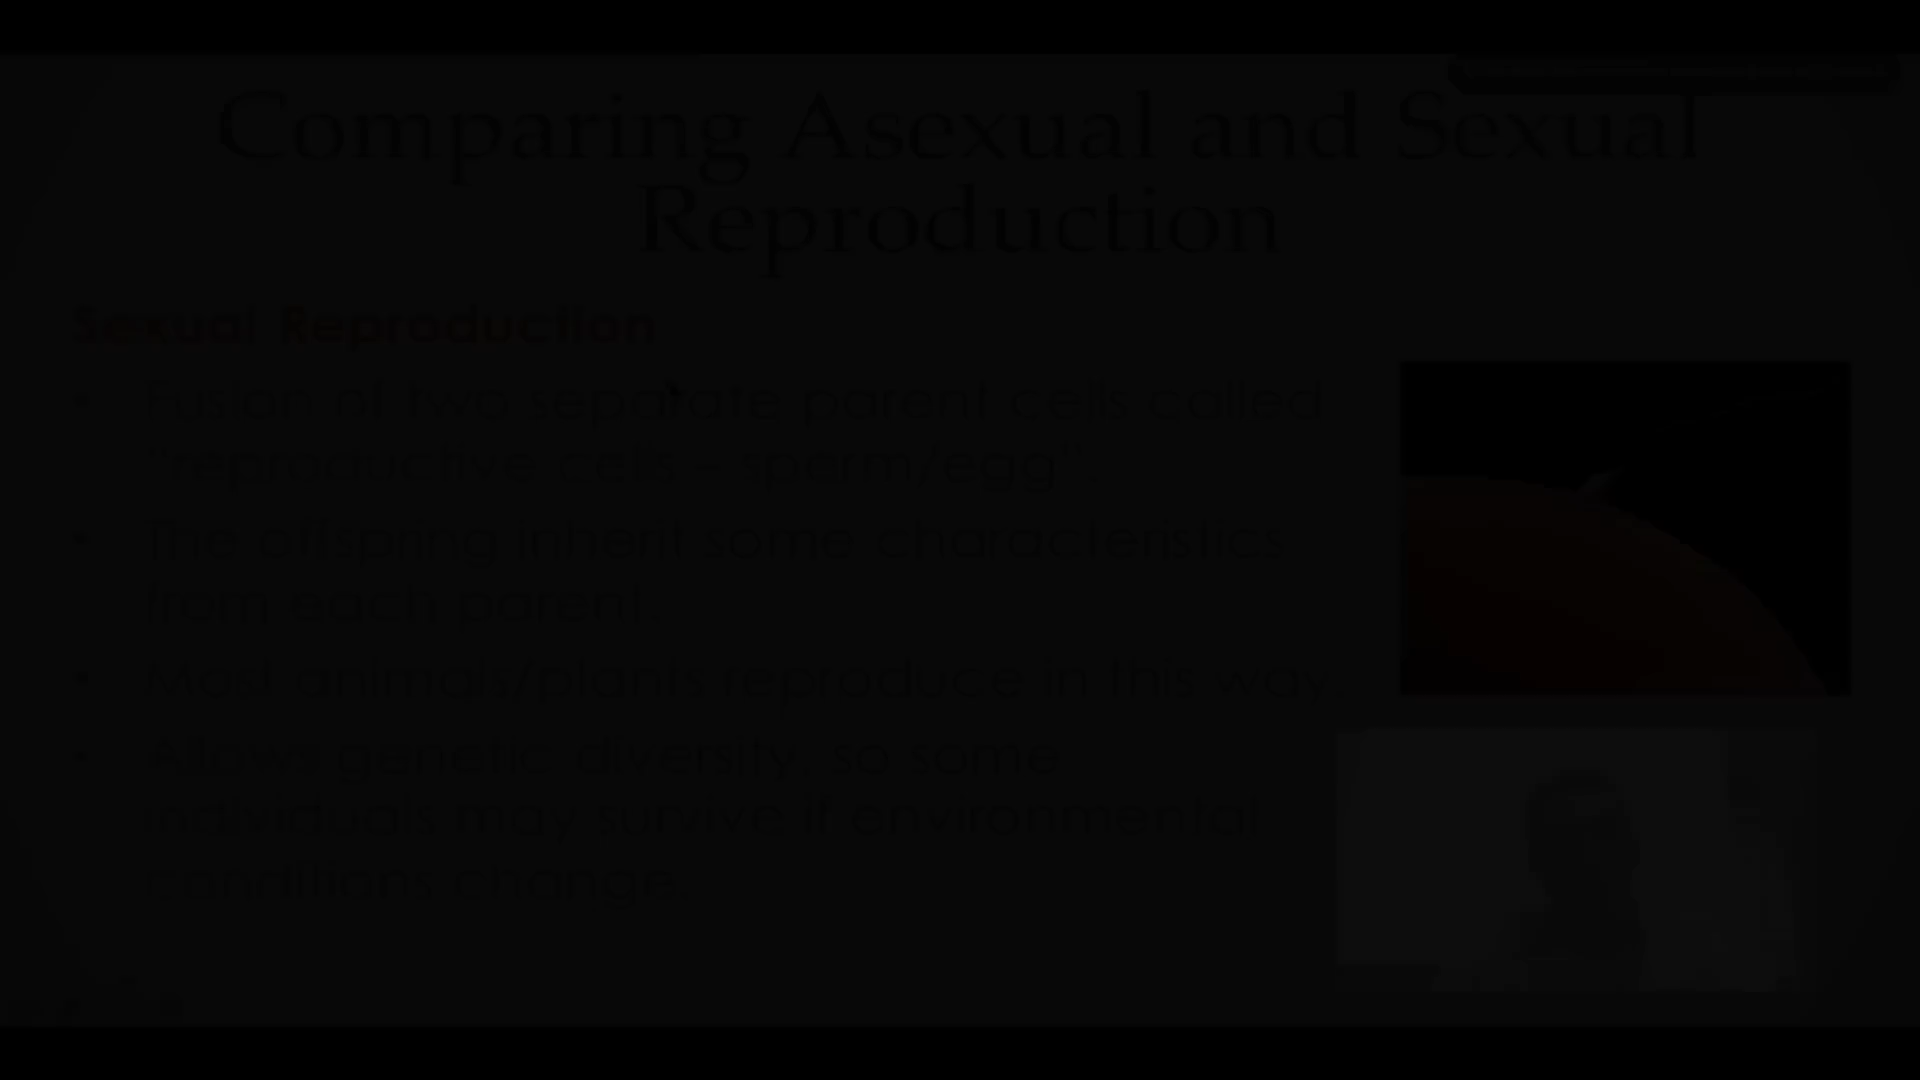 Comparing Asexual and Sexual
Reproduction
Sexual Reproduction
• Fusion of two separate parent cells called
"reproductive cells – sperm/egg".
• The offspring inherit some characteristics
from each parent.
• Most animals/plants reproduce in this way.
• Allows genetic diversity, so some
individuals may survive if environmental
conditions change.